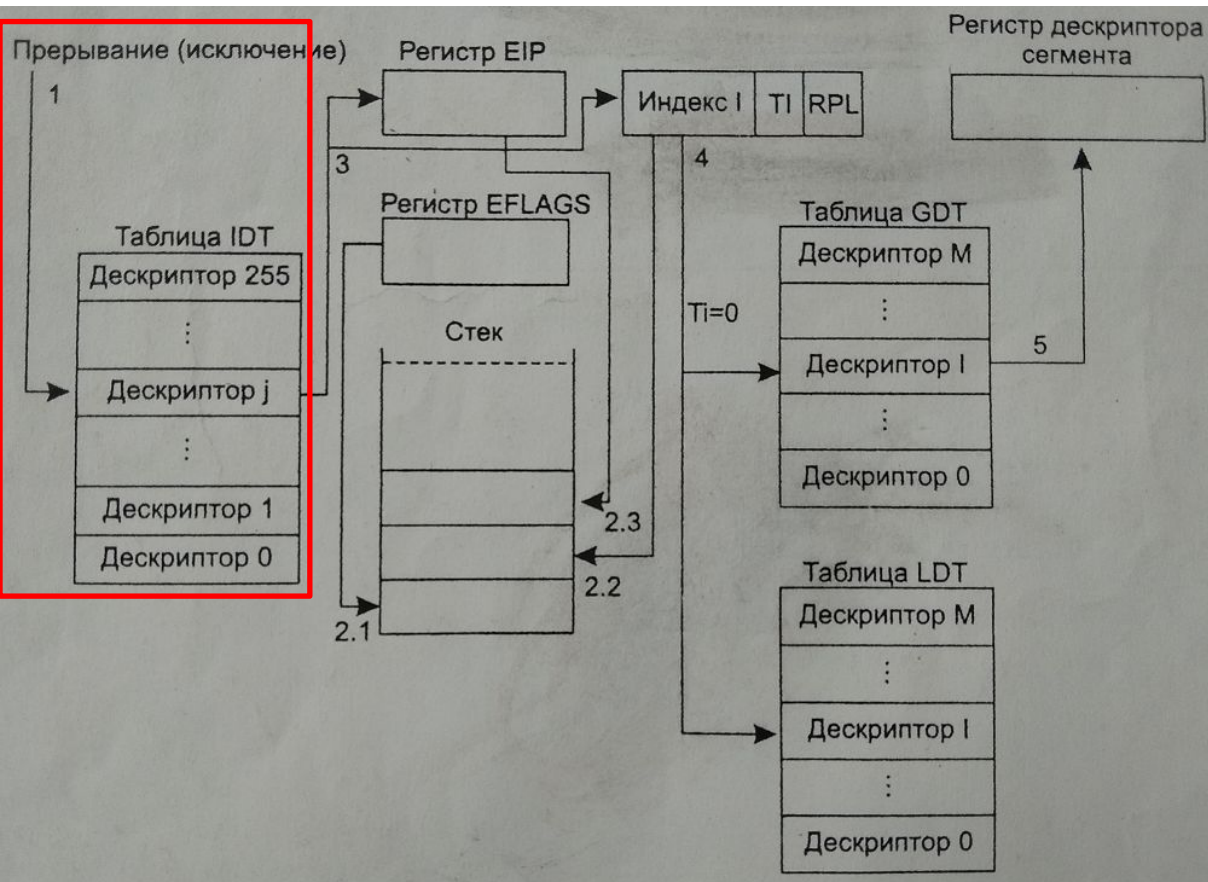 Прерывание (исключение)
1
Таблица IDT
Дескриптор 255
⋮
Дескриптор j
⋮
Дескриптор 1
Дескриптор 0
Регистр EIP
3
Регистр EFLAGS
Стек
2.1
2.2
2.3
Индекс I TI RPL
4
Ti=0
Регистр дескриптора
сегмента
Таблица GDT
Дескриптор M
⋮
Дескриптор I
⋮
Дескриптор 0
5
Таблица LDT
Дескриптор M
⋮
Дескриптор I
⋮
Дескриптор 0